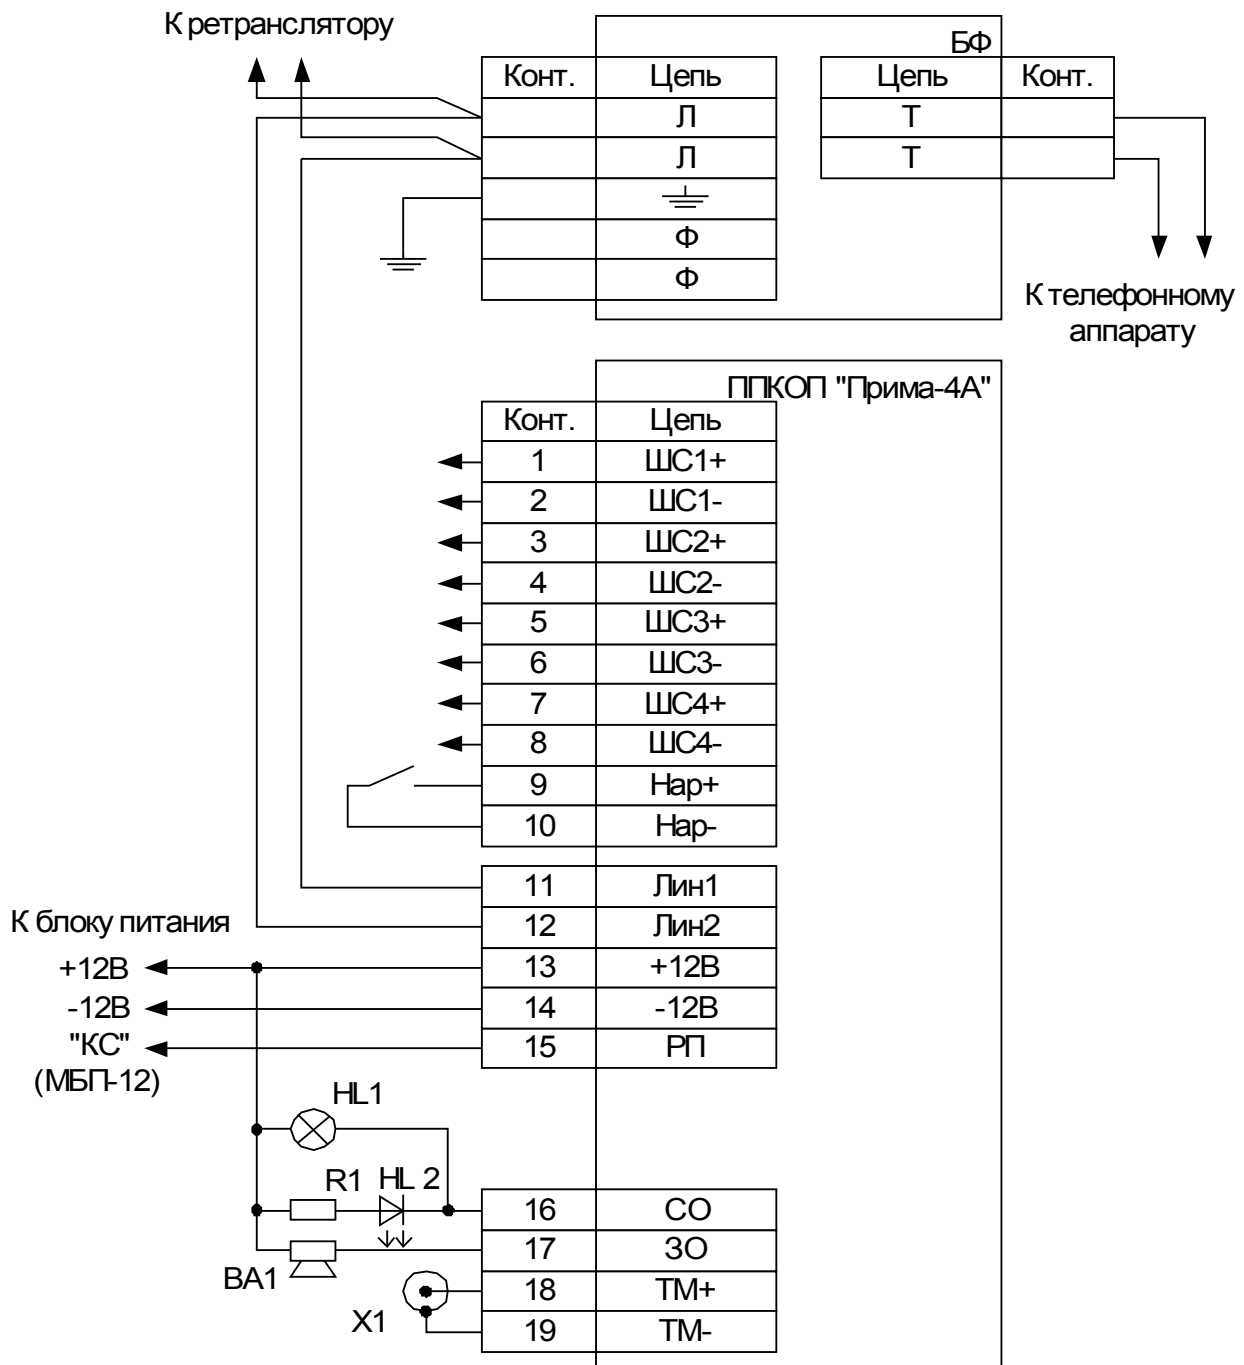 К ретранслятору
БФ
Конт. Цепь Цепь Конт.
Л Т
Л Т
Ф
Ф
К телефонному
аппарату
ППКОП "Прима-4А"
Конт. Цепь
1 ШС1+
2 ШС1-
3 ШС2+
4 ШС2-
5 ШС3+
6 ШС3-
7 ШС4+
8 ШС4-
9 Нар+
10 Нар-
11 Лин1
К блоку питания
12 Лин2
+12В 13 +12В
-12В 14 -12В
"КС" 15 РП
(МБП-12)
HL1
R1 HL 2
16 СО
17 ЗО
BA1
18 ТМ+
X1
19 ТМ-